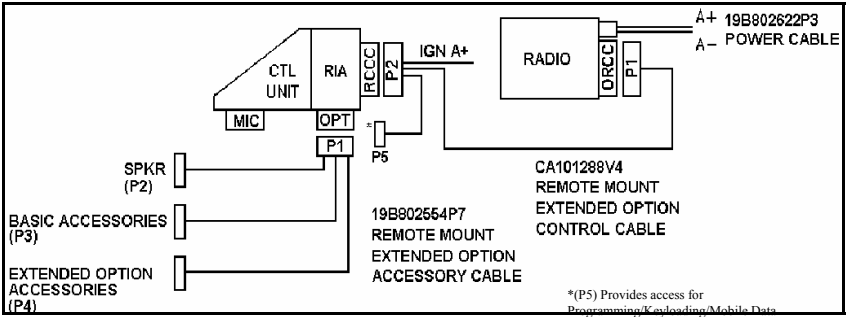 A+
A-
19B802622P3
POWER CABLE
IGN A+
CTL
UNIT
RIA
RCCC
P2
RADIO
ORCC
P1
MIC
OPT
P1
*
P5
SPKR
(P2)
BASIC ACCESSORIES
(P3)
EXTENDED OPTION
ACCESSORIES
(P4)
19B802554P7
REMOTE MOUNT
EXTENDED OPTION
ACCESSORY CABLE
CA101288V4
REMOTE MOUNT
EXTENDED OPTION
CONTROL CABLE
*(P5) Provides access for
Programming/Keyloading/Mobile Data